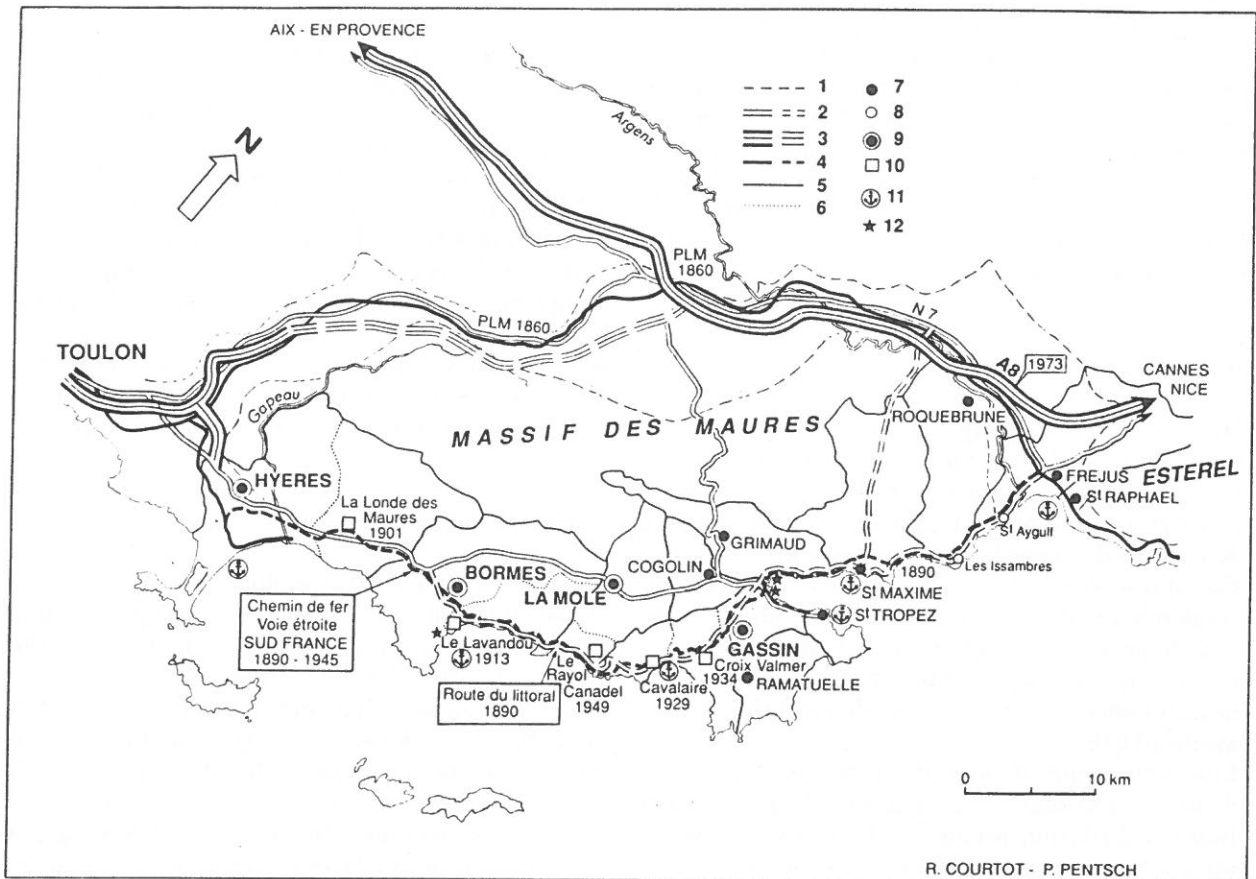 AIX - EN PROVENCE
N
Argens
1
2
3
4
5
6
7
8
9
10
11
12
PLM
1860
PLM 1860
N 7
A8
1973
TOULON
CANNES
NICE
Gapeau
ROQUEBRUNE
MASSIF DES MAURES
HYERES
FREJUS
ESTEREL
St RAPHAEL
La Londe des
Maures
1901
St Aygulf
GRIMAUD
COGOLIN
BORMES
LA MOLE
1890
Les Issambres
St MAXIME
St TROPEZ
Chemin de fer
Voie étroite
SUD FRANCE
1890 - 1945
Le Lavandou
1913
Le
Rayol
Canadel
1949
GASSIN
Croix Valmer
1934
RAMATUELLE
Cavalaire
1929
Route du littoral
1890
0 10 km
R. COURTOT - P. PENTSCH